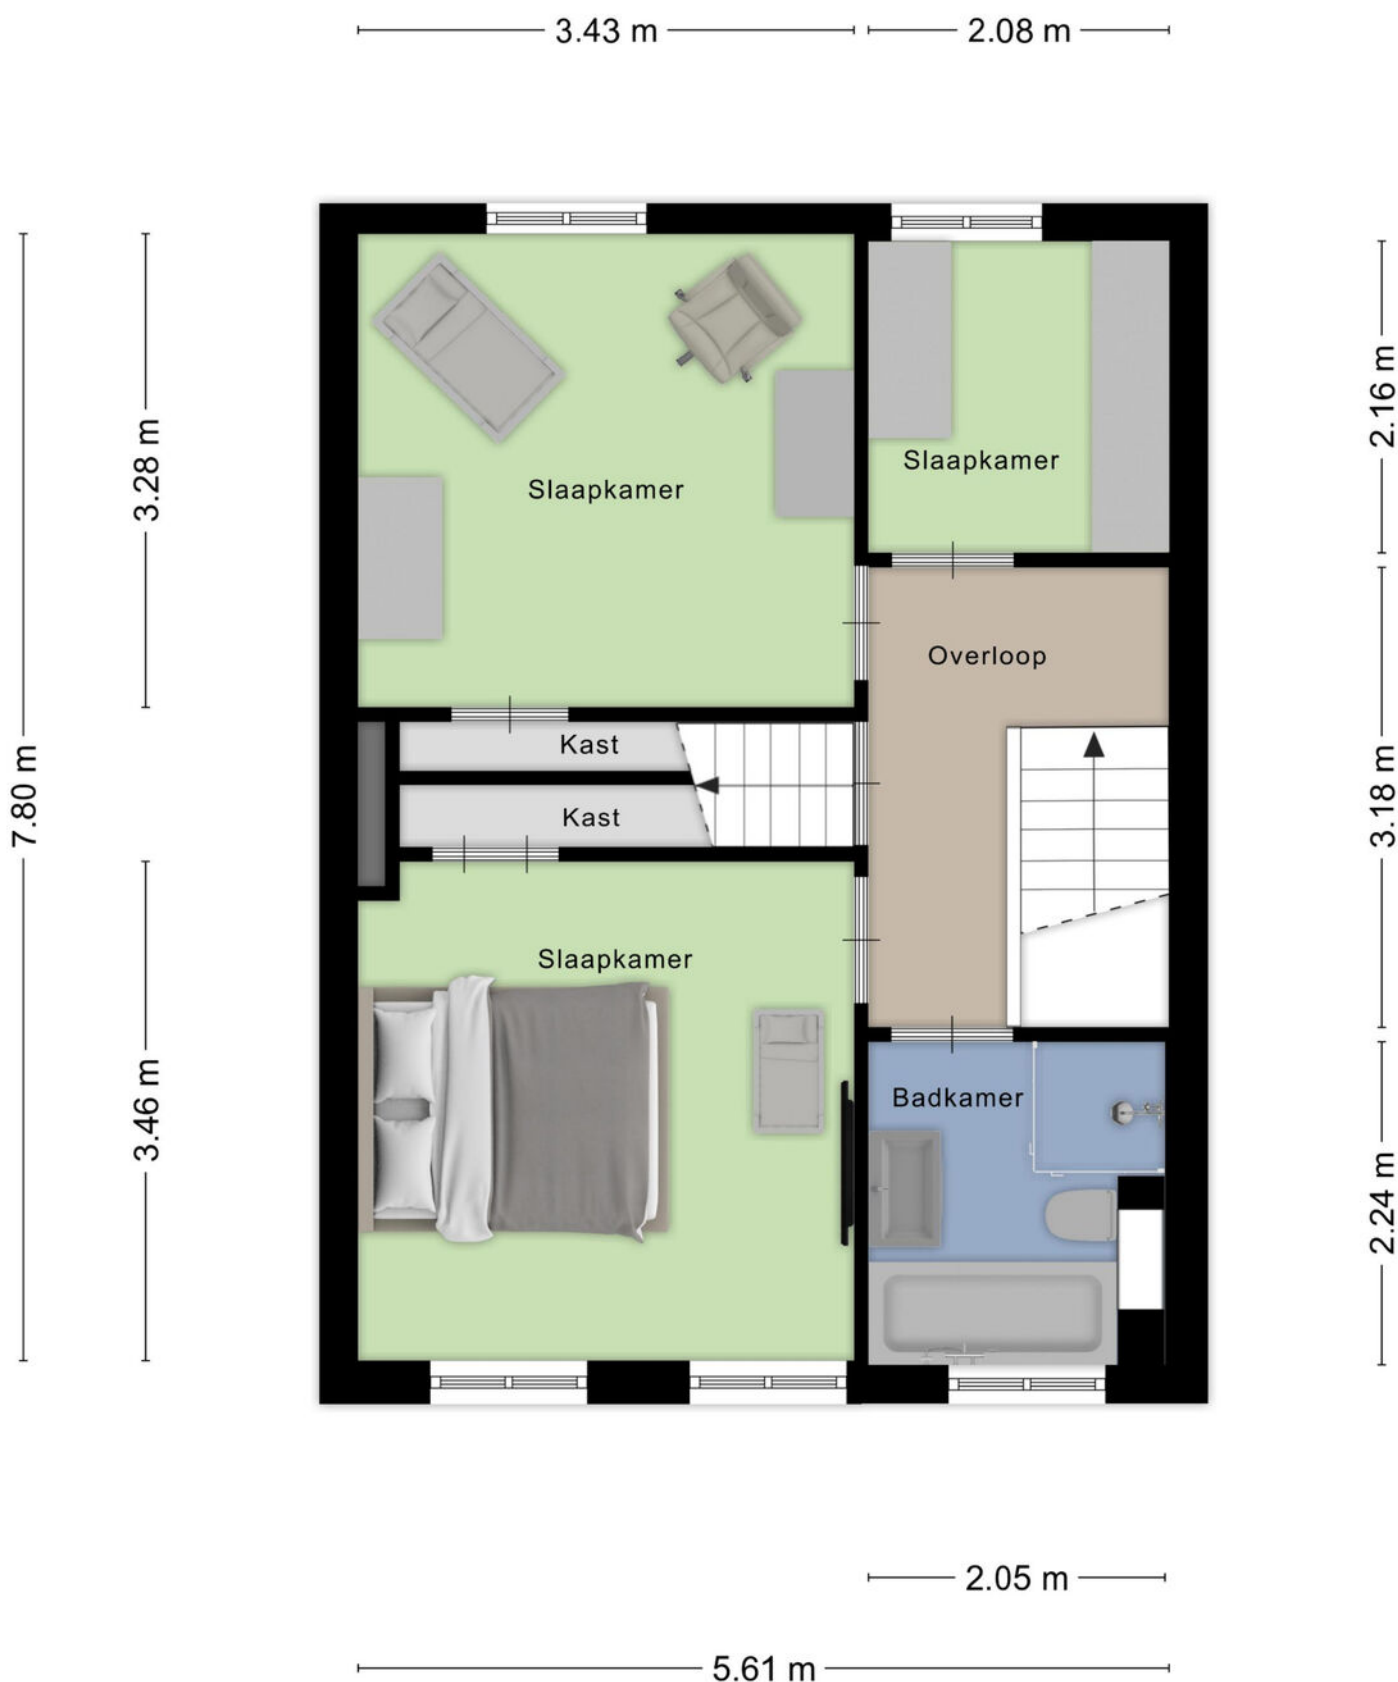 3.43 m
2.08 m
2.16 m
3.28 m
Slaapkamer
Slaapkamer
Overloop
Kast
7.80 m
3.18 m
Kast
Slaapkamer
Badkamer
3.46 m
2.24 m
2.05 m
5.61 m